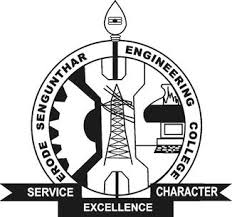 ERODE SENGUNTHAR ENGINEERING COLLEGE
SERVICE
EXCELLENCE
CHARACTER